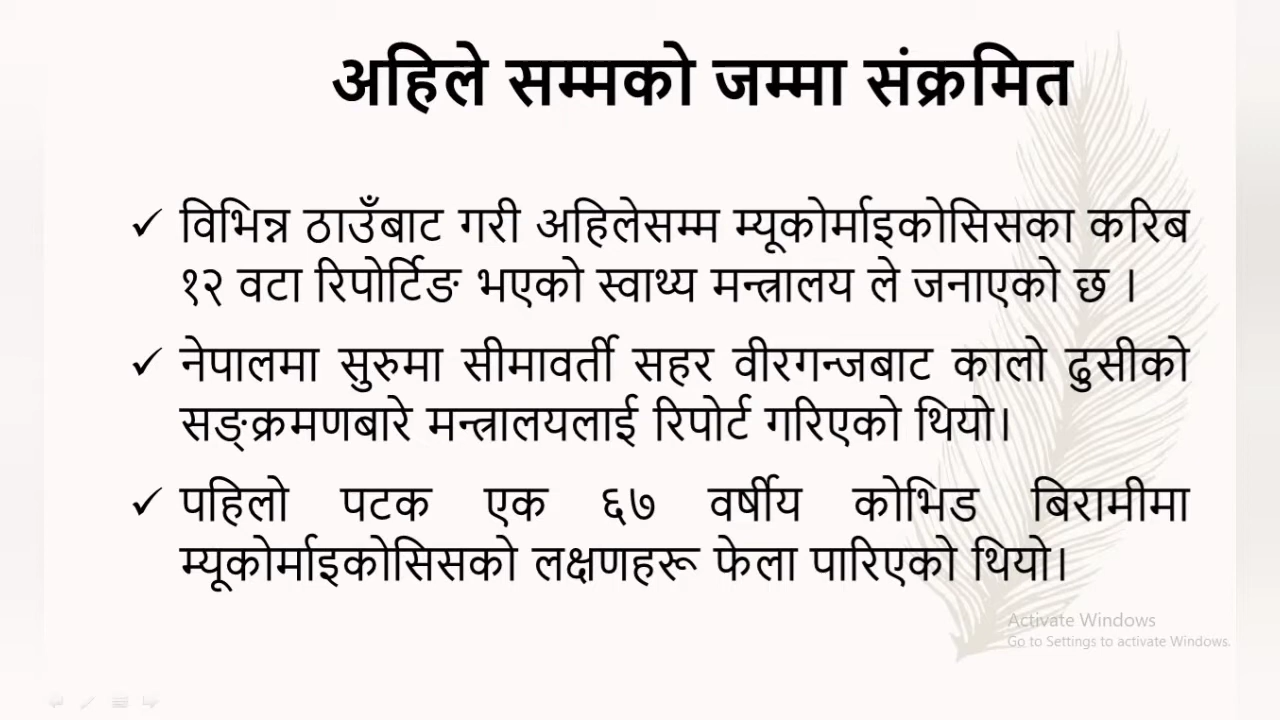 अहिले सम्मको जम्मा संक्रमित
✓ विभिन्न ठाउँबाट गरी अहिलेसम्म म्यूकोर्माइकोसिसका करिब
१२ वटा रिपोर्टिङ भएको स्वाथ्य मन्त्रालय ले जनाएको छ ।
✓ नेपालमा सुरुमा सीमावर्ती सहर वीरगन्जबाट कालो ढुसीको
सङ्क्रमणबारे मन्त्रालयलाई रिपोर्ट गरिएको थियो।
✓ पहिलो पटक एक ६७ वर्षीय कोभिड बिरामीमा
म्यूकोर्माइकोसिसको लक्षणहरू फेला पारिएको थियो।
Activate Windows
Go to Settings to activate Windows.